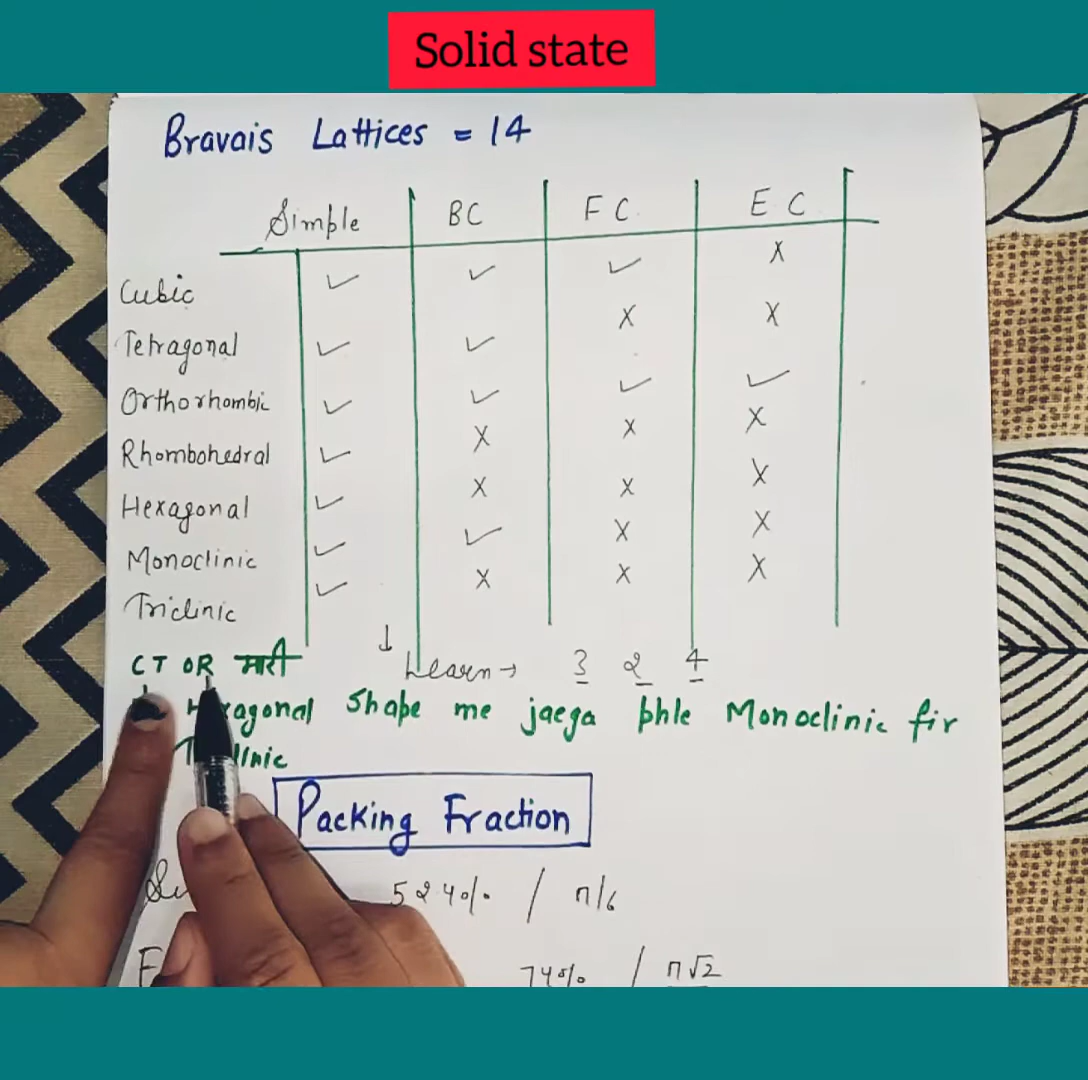 Solid state
Bravais Lattices = 14
Simple BC FC EC
Cubic ✓ ✓ ✓ X
Tetragonal ✓ ✓ X X
Orthorhombic ✓ ✓ ✓ ✓
Rhombohedral ✓ X X X
Hexagonal ✓ X X X
Monoclinic ✓ ✓ X X
Triclinic ✓ X X X
CT OR मारी ↓ Learn → 3 2 4
Shape me jaega phle Monoclinic fir
Packing Fraction
52.4% / π/6
74% / π√2